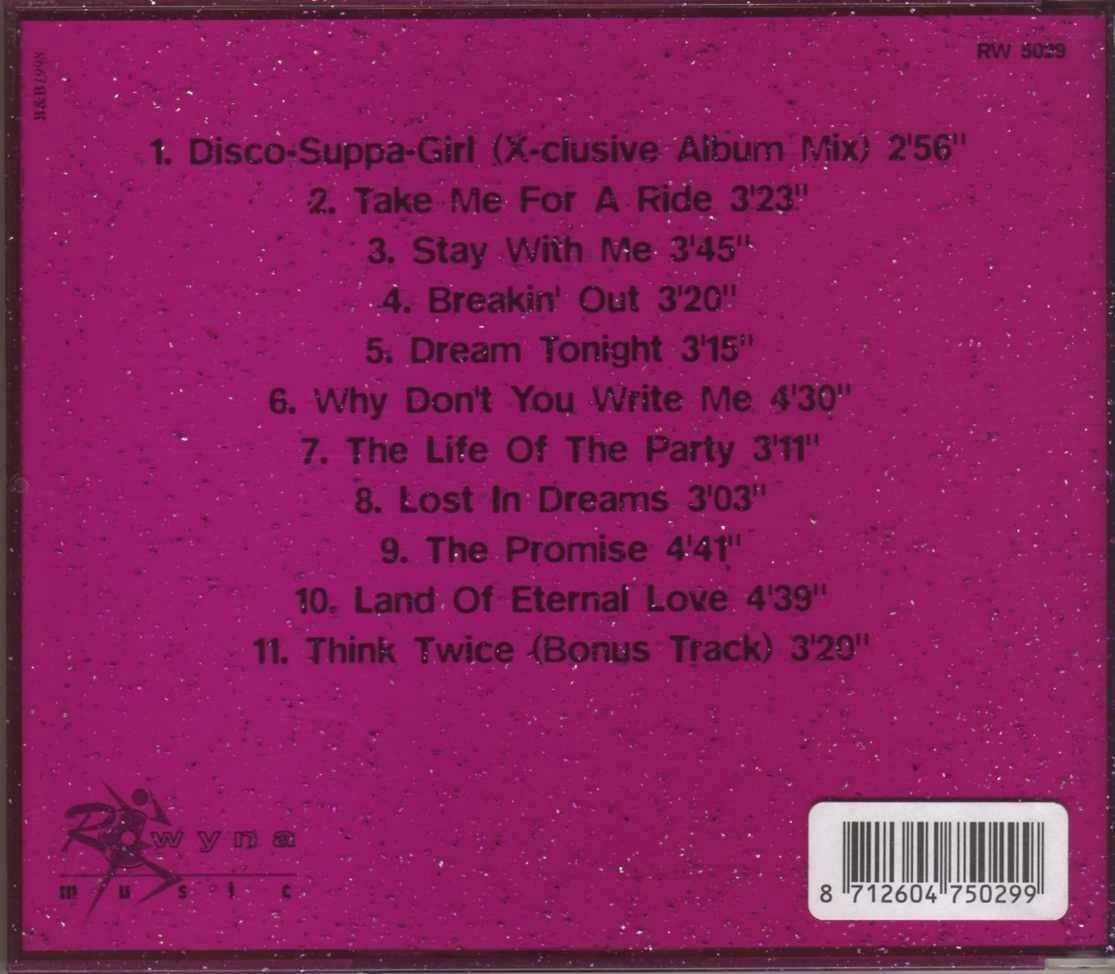 B&B1998
RW 5029
1. Disco-Suppa-Girl (X-clusive Album Mix) 2'56"
2. Take Me For A Ride 3'23"
3. Stay With Me 3'45"
4. Breakin' Out 3'20"
5. Dream Tonight 3'15"
6. Why Don't You Write Me 4'30"
7. The Life Of The Party 3'11"
8. Lost In Dreams 3'03"
9. The Promise 4'41"
10. Land Of Eternal Love 4'39"
11. Think Twice (Bonus Track) 3'20"
Rowyna
music
8 712604 750299